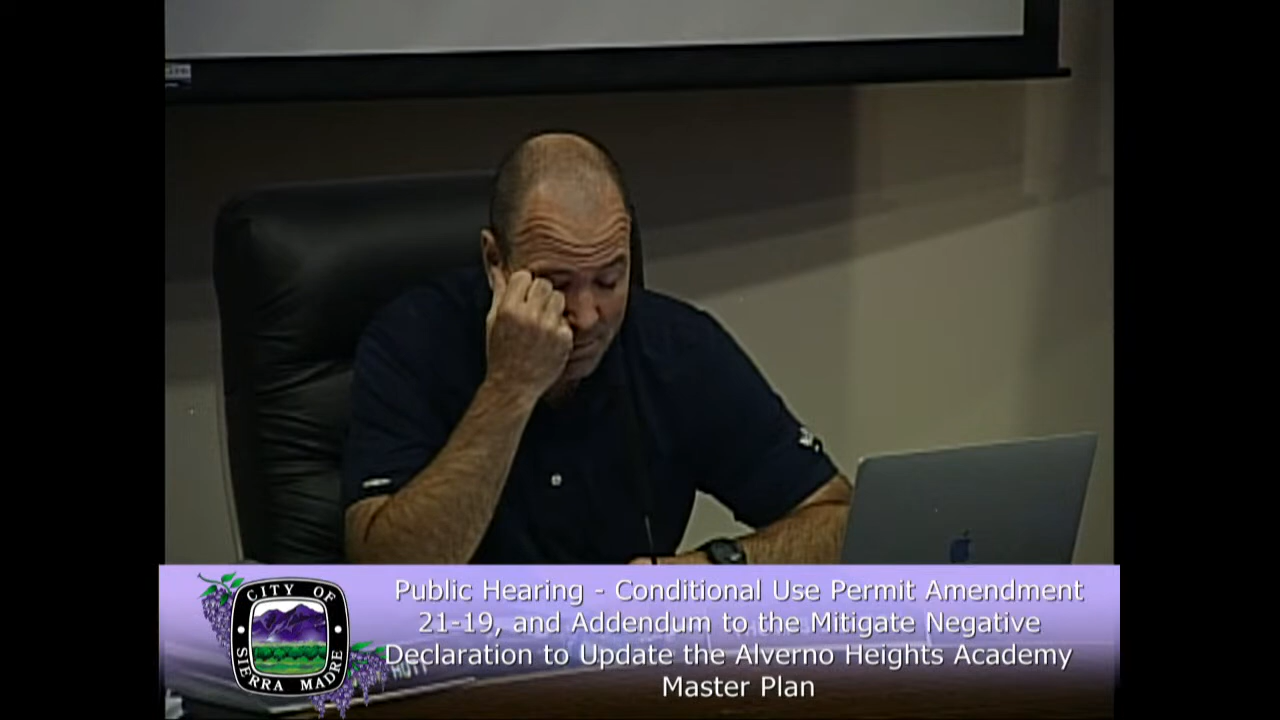 Public Hearing - Conditional Use Permit Amendment
21-19, and Addendum to the Mitigate Negative
Declaration to Update the Alverno Heights Academy
Master Plan
CITY OF
SIERRA MADRE